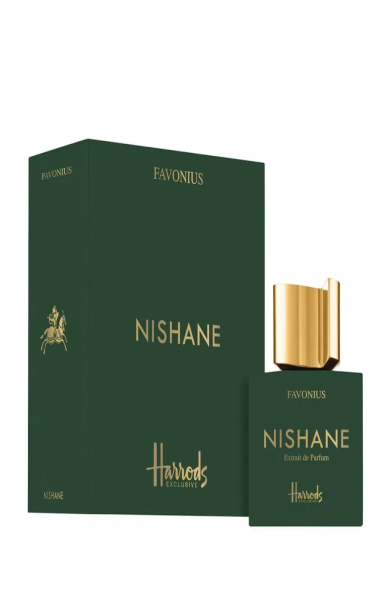 FAVONIUS
NISHANE
FAVONIUS
NISHANE
Harrods
EXCLUSIVE
FAVONIUS
NISHANE
Extrait de Parfum
Harrods
EXCLUSIVE